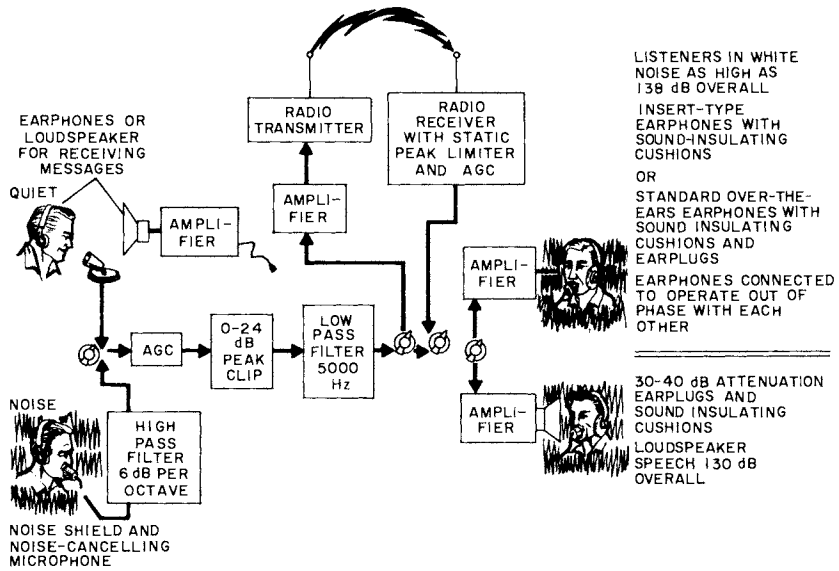 EARPHONES OR
LOUDSPEAKER
FOR RECEIVING
MESSAGES
QUIET
AMPLI-
FIER
RADIO
TRANSMITTER
AMPLI-
FIER
RADIO
RECEIVER
WITH STATIC
PEAK LIMITER
AND AGC
AGC
0-24
dB
PEAK
CLIP
LOW
PASS
FILTER
5000
Hz
NOISE
HIGH
PASS
FILTER
6 dB PER
OCTAVE
NOISE SHIELD AND
NOISE-CANCELLING
MICROPHONE
AMPLI-
FIER
AMPLI-
FIER
LISTENERS IN WHITE
NOISE AS HIGH AS
138 dB OVERALL
INSERT-TYPE
EARPHONES WITH
SOUND-INSULATING
CUSHIONS
OR
STANDARD OVER-THE-
EARS EARPHONES WITH
SOUND INSULATING
CUSHIONS AND
EARPLUGS
EARPHONES CONNECTED
TO OPERATE OUT OF
PHASE WITH EACH
OTHER
30-40 dB ATTENUATION
EARPLUGS AND
SOUND INSULATING
CUSHIONS
LOUDSPEAKER
SPEECH 130 dB
OVERALL